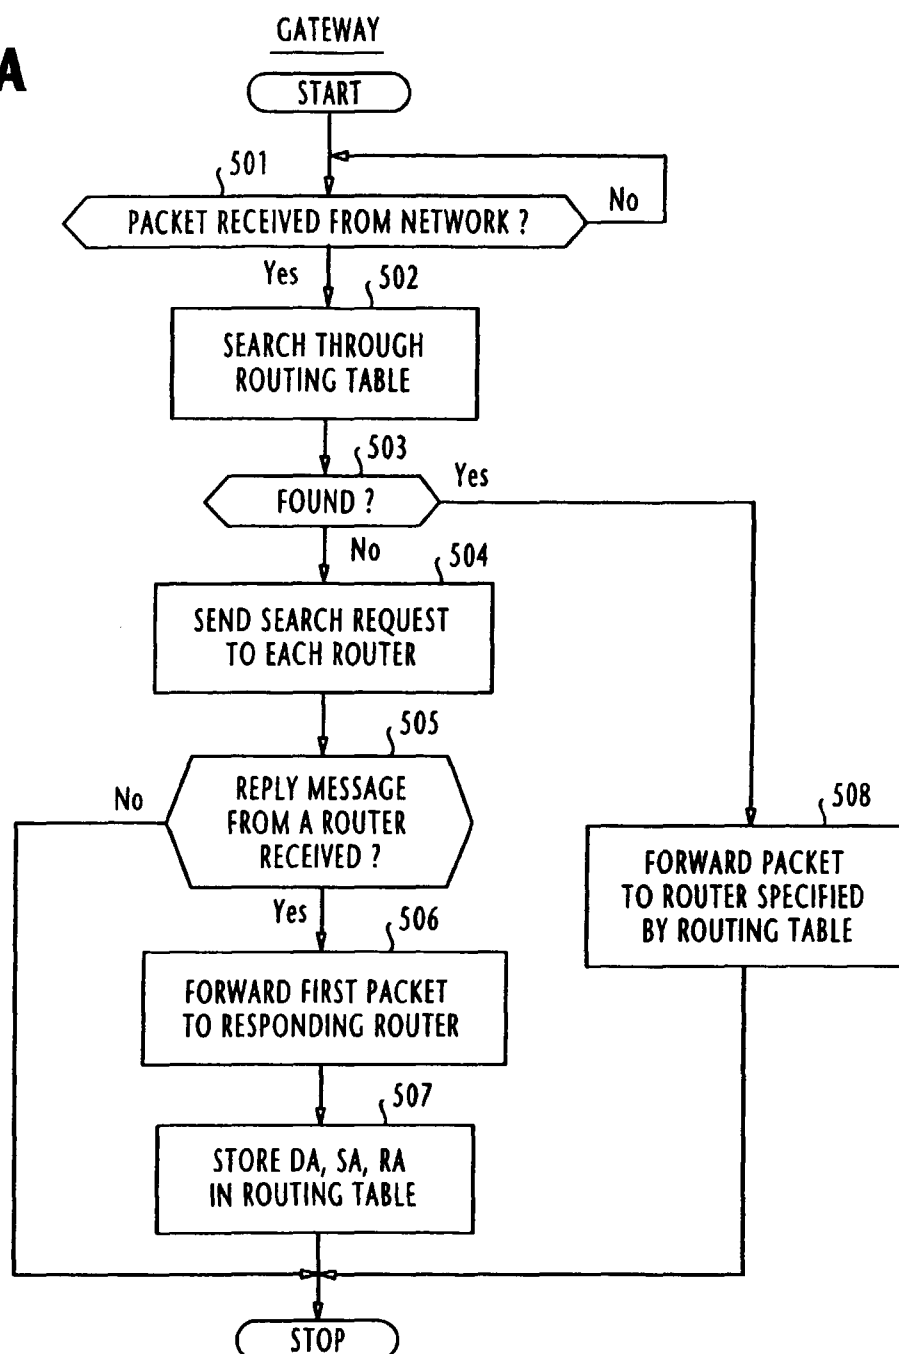 GATEWAY
A
START
501
No
PACKET RECEIVED FROM NETWORK ?
Yes
502
SEARCH THROUGH
ROUTING TABLE
503
Yes
FOUND ?
No
504
SEND SEARCH REQUEST
TO EACH ROUTER
505
No
REPLY MESSAGE
FROM A ROUTER
RECEIVED ?
508
FORWARD PACKET
TO ROUTER SPECIFIED
BY ROUTING TABLE
Yes
506
FORWARD FIRST PACKET
TO RESPONDING ROUTER
507
STORE DA, SA, RA
IN ROUTING TABLE
STOP